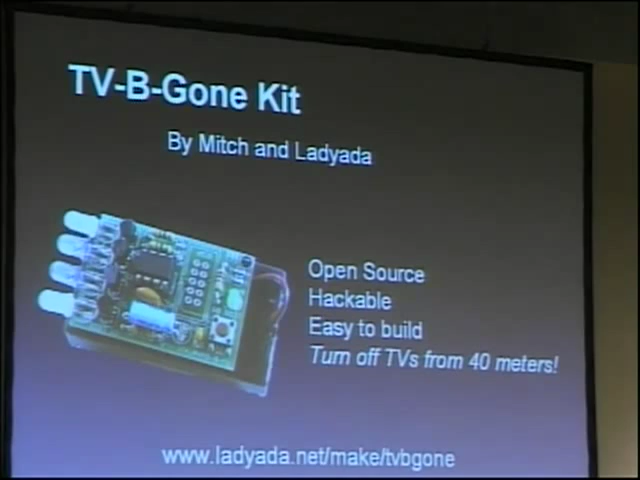 TV-B-Gone Kit
By Mitch and Ladyada
Open Source
Hackable
Easy to build
Turn off TVs from 40 meters!
www.ladyada.net/make/tvbgone